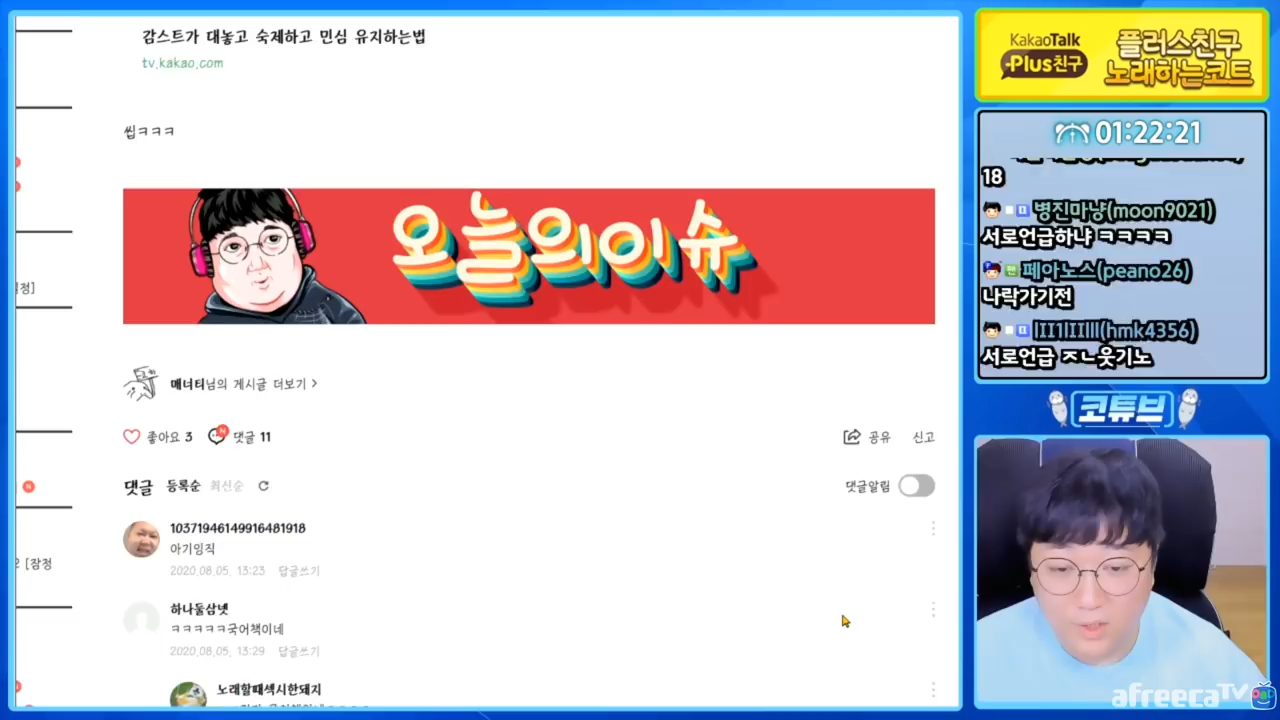 감스트가 대놓고 숙제하고 민심 유지하는법
tv.kakao.com
씹ㅋㅋㅋ
오늘의이슈
매너티님의 게시글 더보기 >
좋아요 3
댓글 11
공유
신고
댓글 등록순 최신순
댓글알림
10371946149916481918
아기임직
2020.08.05. 13:23 답글쓰기
하나둘삼넷
ㅋㅋㅋㅋㅋ국어책이네
2020.08.05. 13:29 답글쓰기
노래할때섹시한돼지
[잠정
KakaoTalk
Plus친구
플러스친구
노래하는코트
01:22:21
18
병진마냥(moon9021)
서로언급하냐 ㅋㅋㅋㅋ
페아노스(peano26)
나락가기전
lII1lIIlll(hmk4356)
서로언급 ㅈㄴ웃기노
코튜브
afreecaTV